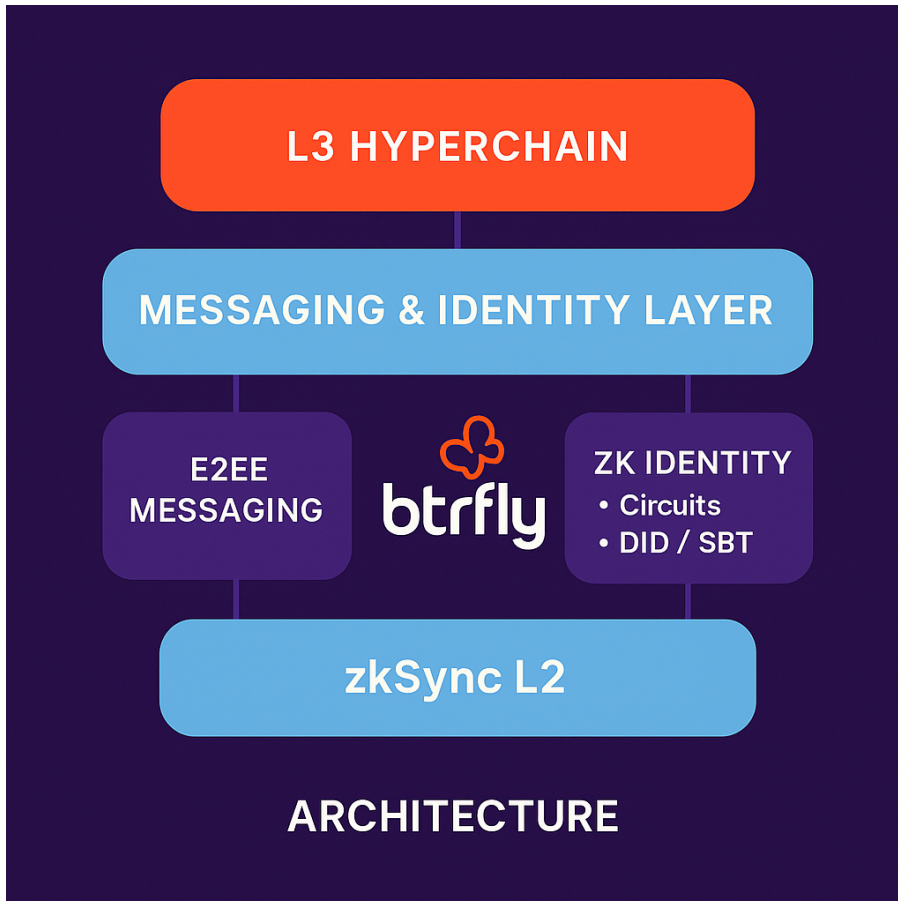 L3 HYPERCHAIN
MESSAGING & IDENTITY LAYER
E2EE
MESSAGING
btrfly
ZK IDENTITY
• Circuits
• DID / SBT
zkSync L2
ARCHITECTURE